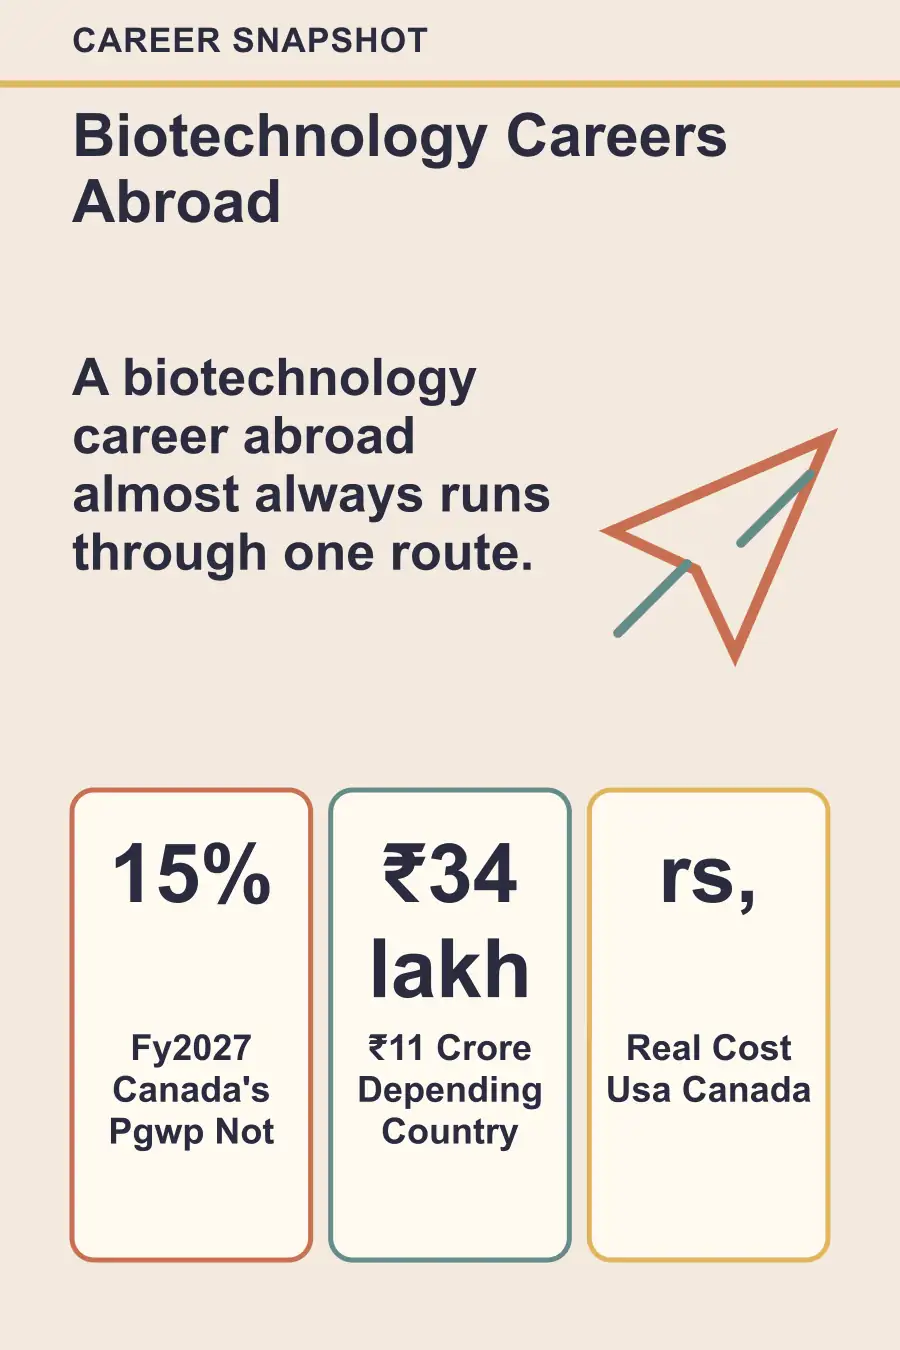 CAREER SNAPSHOT
Biotechnology Careers
Abroad
A biotechnology
career abroad
almost always runs
through one route.
15%
Fy2027
Canada's
Pgwp Not
₹34
lakh
₹11 Crore
Depending
Country
rs,
Real Cost
Usa Canada